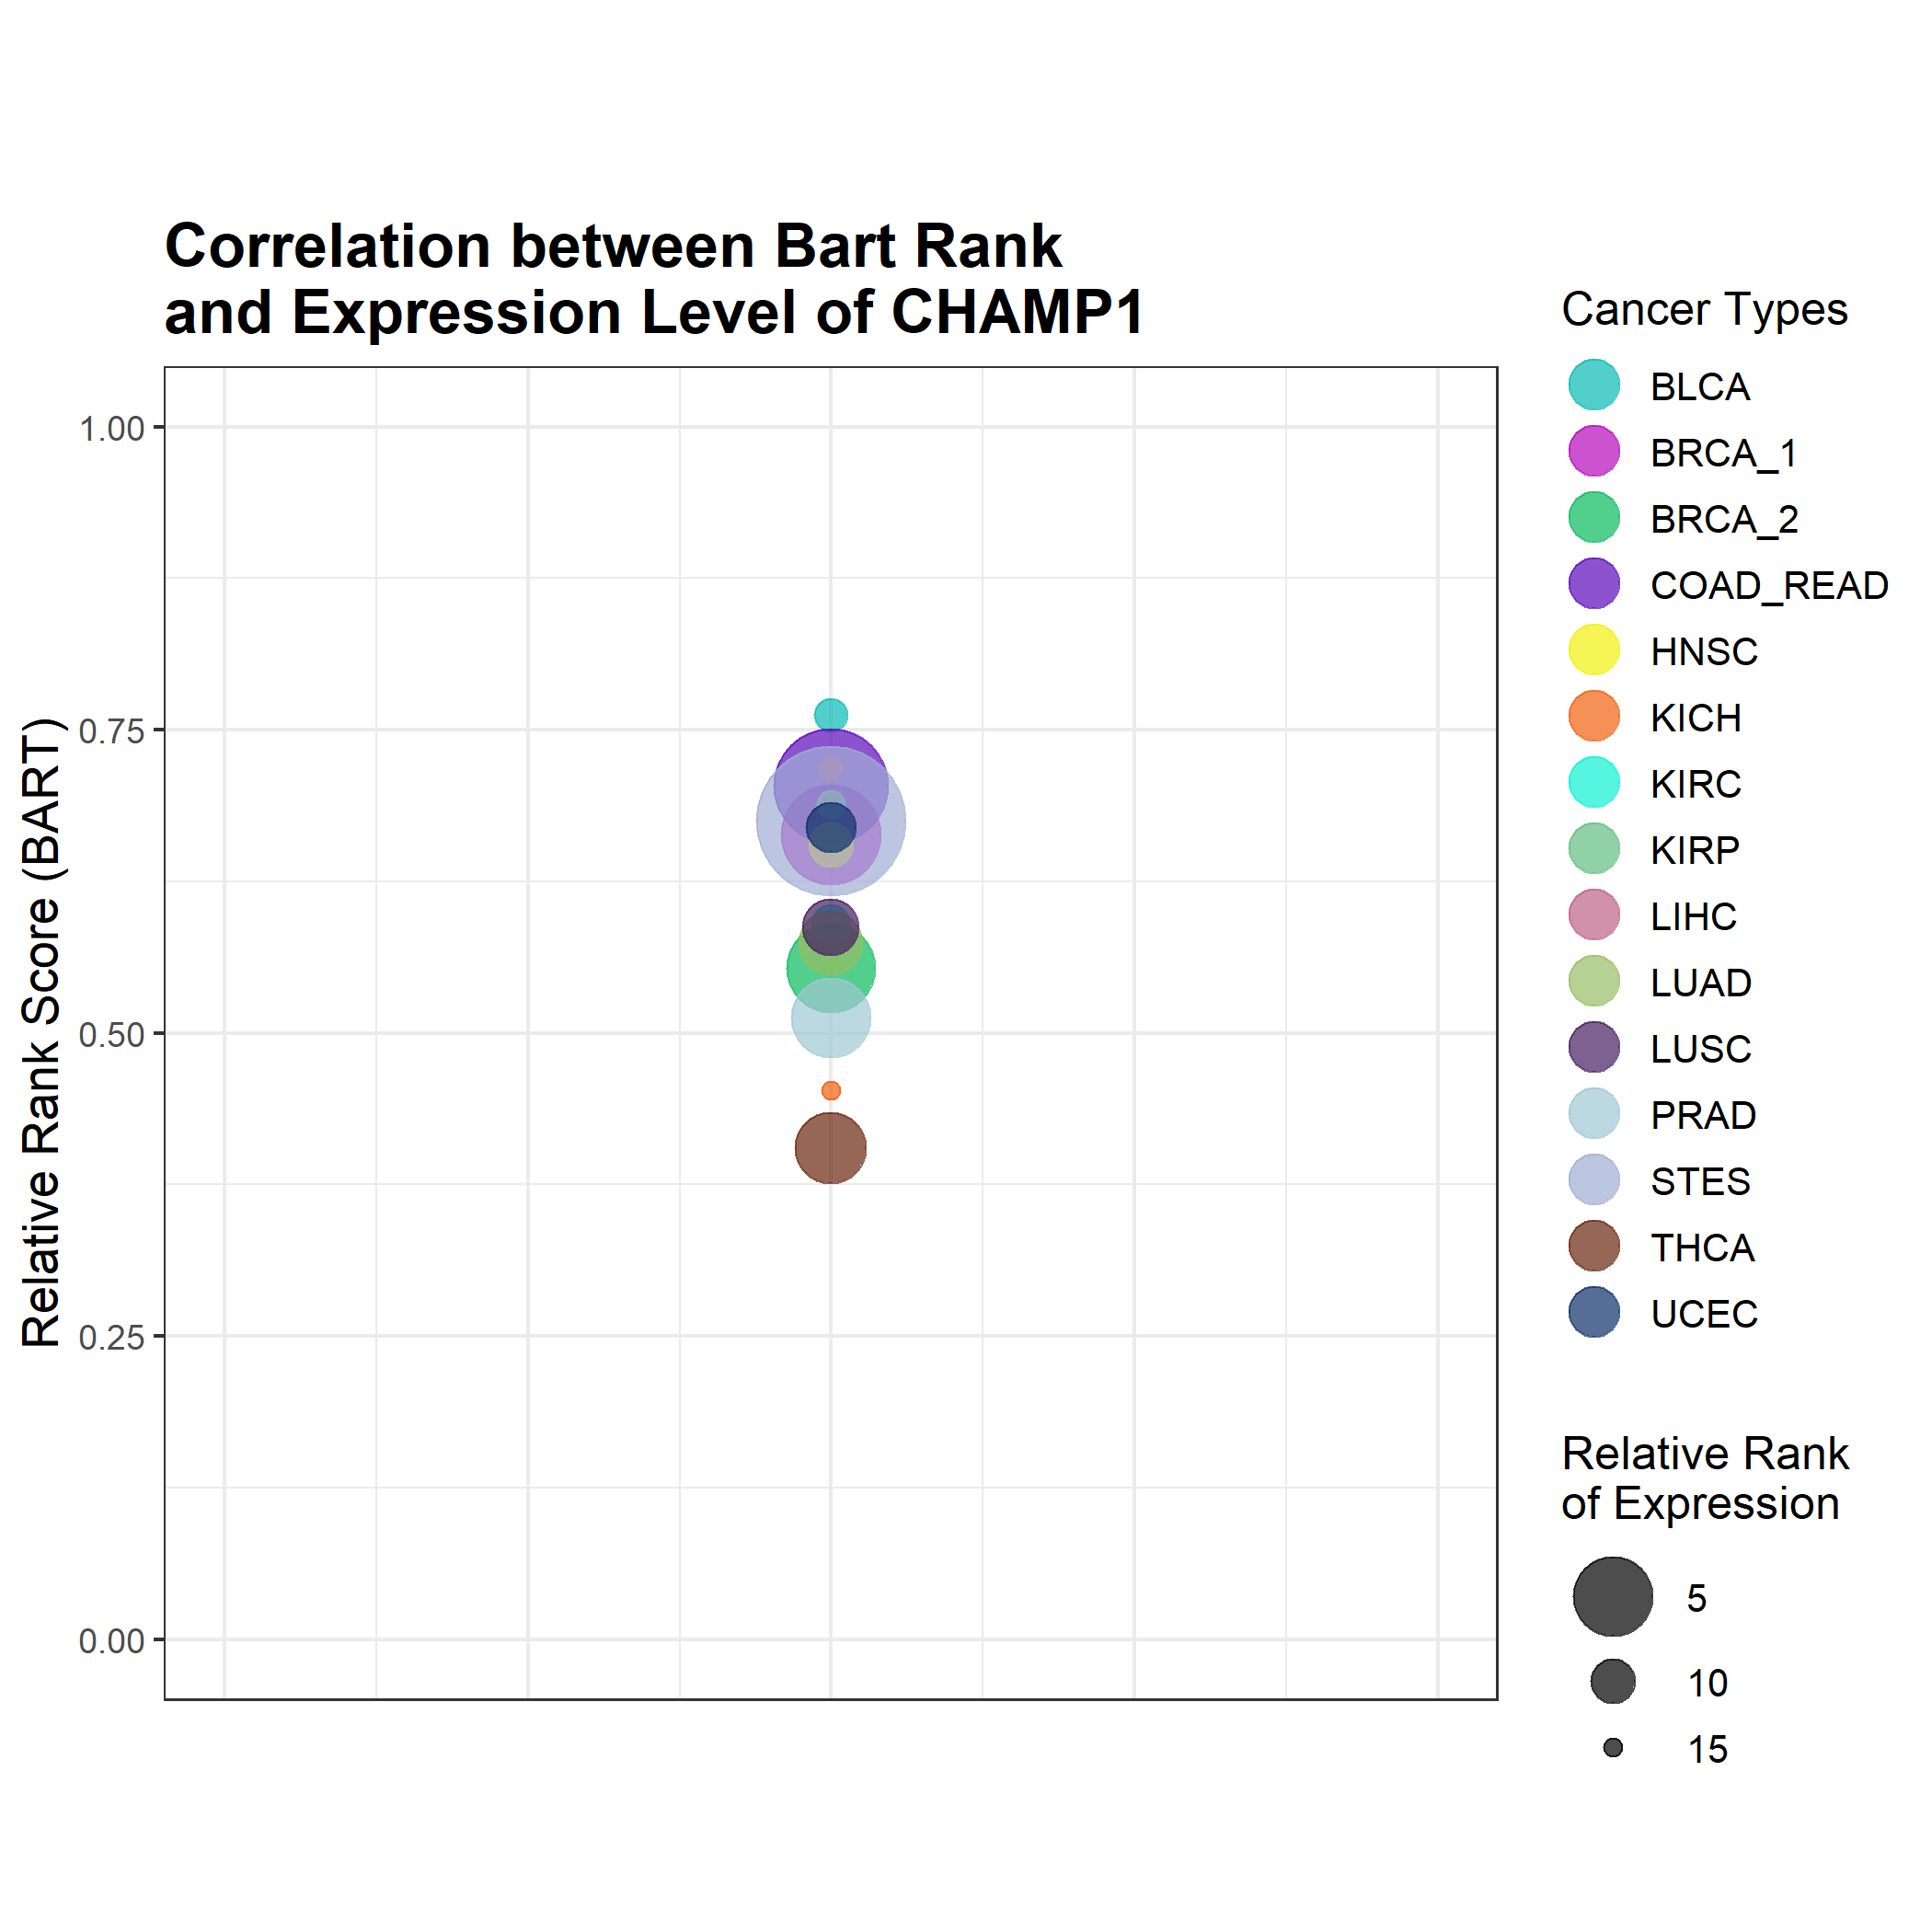 Correlation between Bart Rank
and Expression Level of CHAMP1
Relative Rank Score (BART)
1.00
0.75
0.50
0.25
0.00
Cancer Types
BLCA
BRCA_1
BRCA_2
COAD_READ
HNSC
KICH
KIRC
KIRP
LIHC
LUAD
LUSC
PRAD
STES
THCA
UCEC
Relative Rank
of Expression
5
10
15